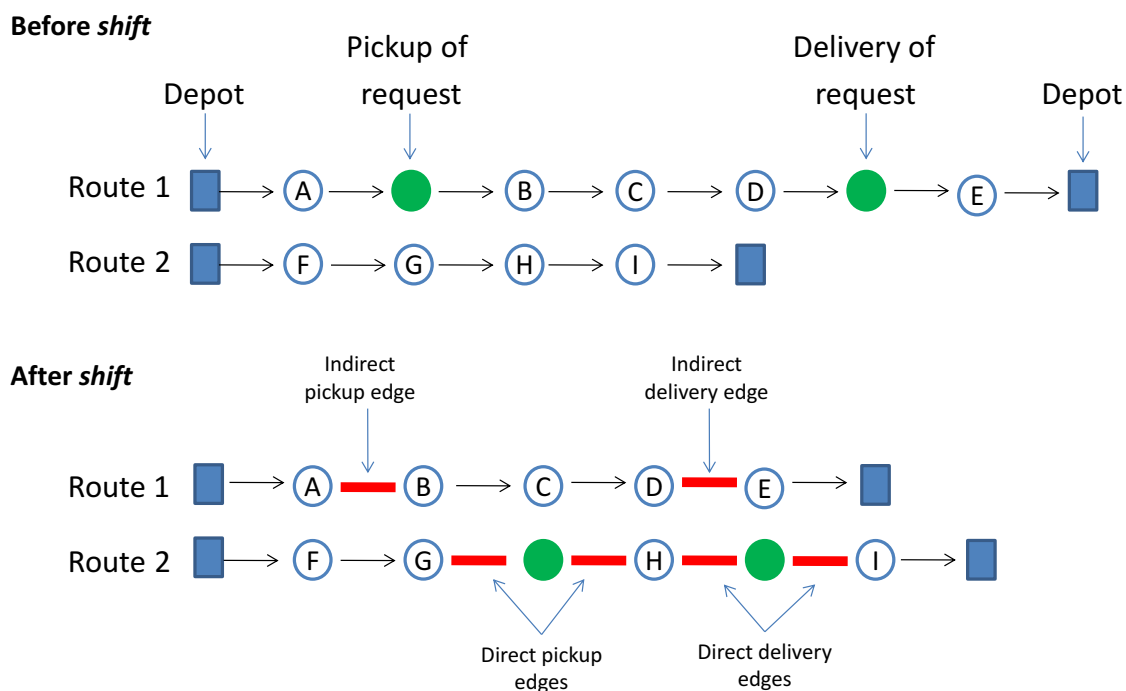 Before shift
Pickup of
request
Delivery of
request
Depot
Depot
Route 1
A
B
C
D
E
Route 2
F
G
H
I
After shift
Indirect
pickup edge
Indirect
delivery edge
Route 1
A
B
C
D
E
Route 2
F
G
H
I
Direct pickup
edges
Direct delivery
edges